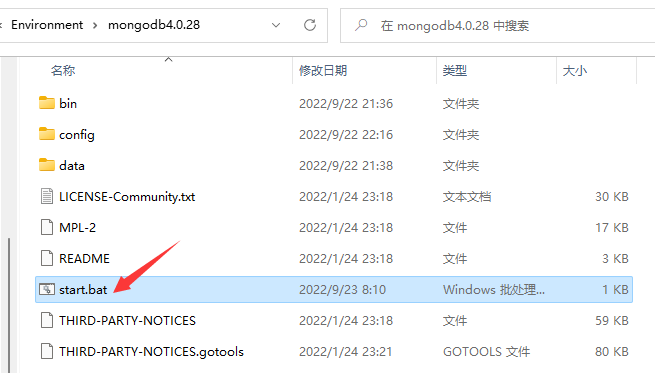 Environment > mongodb4.0.28 在 mongodb4.0.28 中搜索
名称 修改日期 类型 大小
bin 2022/9/22 21:36 文件夹
config 2022/9/22 22:16 文件夹
data 2022/9/22 21:38 文件夹
LICENSE-Community.txt 2022/1/24 23:18 文本文档 30 KB
MPL-2 2022/1/24 23:18 文件 17 KB
README 2022/1/24 23:18 文件 3 KB
start.bat 2022/9/23 8:10 Windows 批处理... 1 KB
THIRD-PARTY-NOTICES 2022/1/24 23:18 文件 59 KB
THIRD-PARTY-NOTICES.gotools 2022/1/24 23:21 GOTOOLS 文件 80 KB